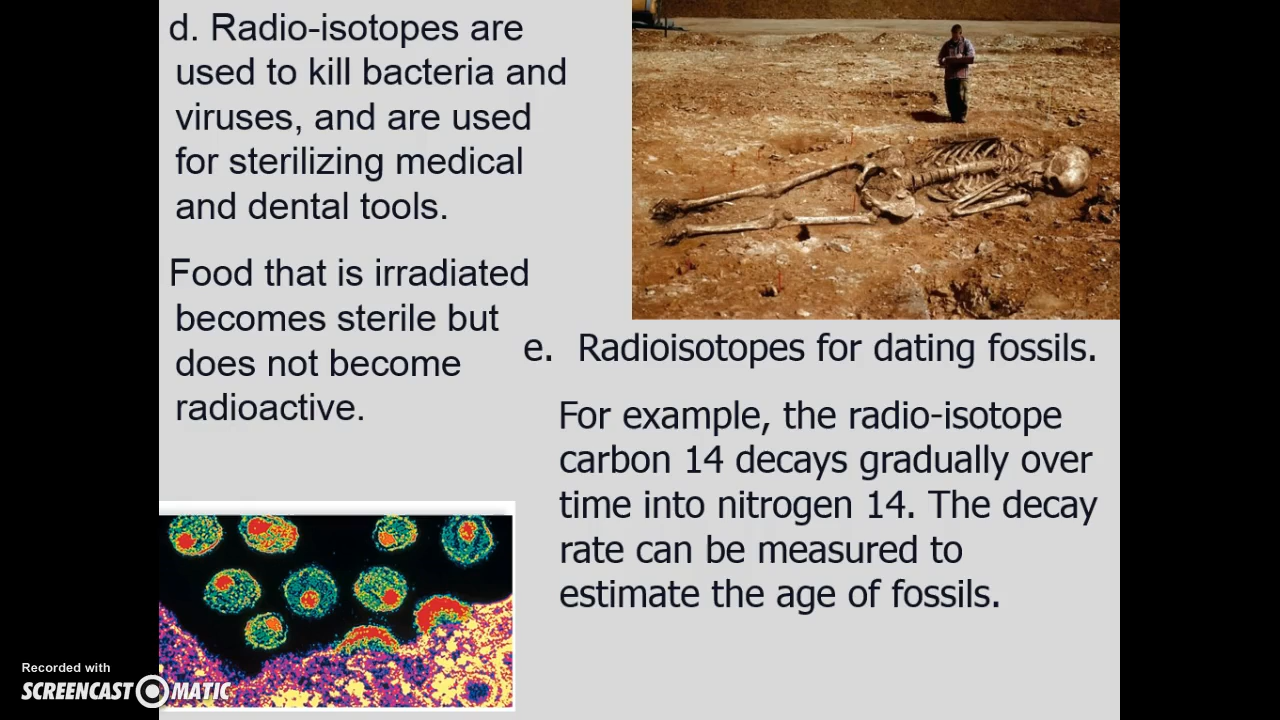 d. Radio-isotopes are
used to kill bacteria and
viruses, and are used
for sterilizing medical
and dental tools.
Food that is irradiated
becomes sterile but
does not become
radioactive.
e. Radioisotopes for dating fossils.
For example, the radio-isotope
carbon 14 decays gradually over
time into nitrogen 14. The decay
rate can be measured to
estimate the age of fossils.
Recorded with
SCREENCAST MATIC